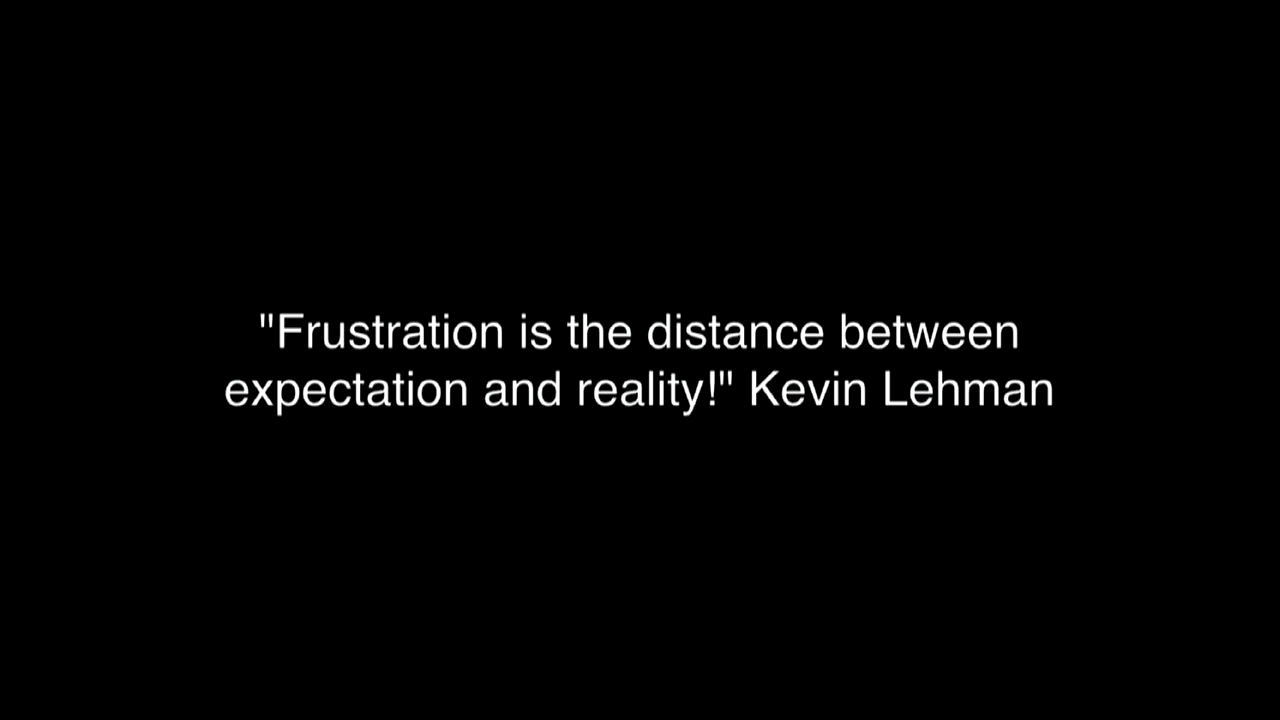 "Frustration is the distance between
expectation and reality!" Kevin Lehman